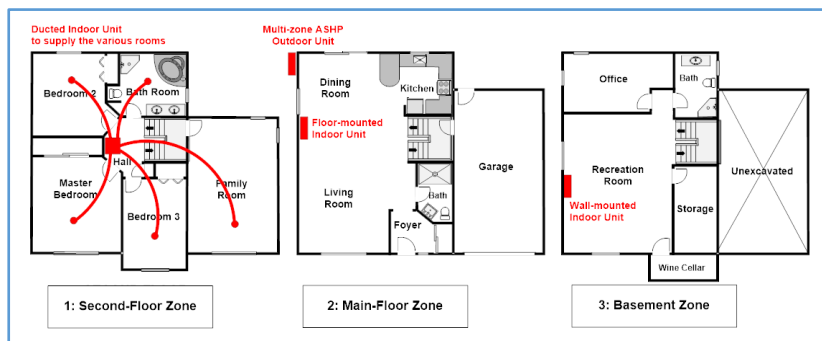 Ducted Indoor Unit
to supply the various rooms
Bedroom 2
Bath Room
Hall
Master
Bedroom
Bedroom 3
Family
Room
1: Second-Floor Zone
Multi-zone ASHP
Outdoor Unit
Dining
Room
Kitchen
Floor-mounted
Indoor Unit
Living
Room
Bath
Foyer
Garage
2: Main-Floor Zone
Office
Bath
Recreation
Room
Wall-mounted
Indoor Unit
Storage
Unexcavated
Wine Cellar
3: Basement Zone